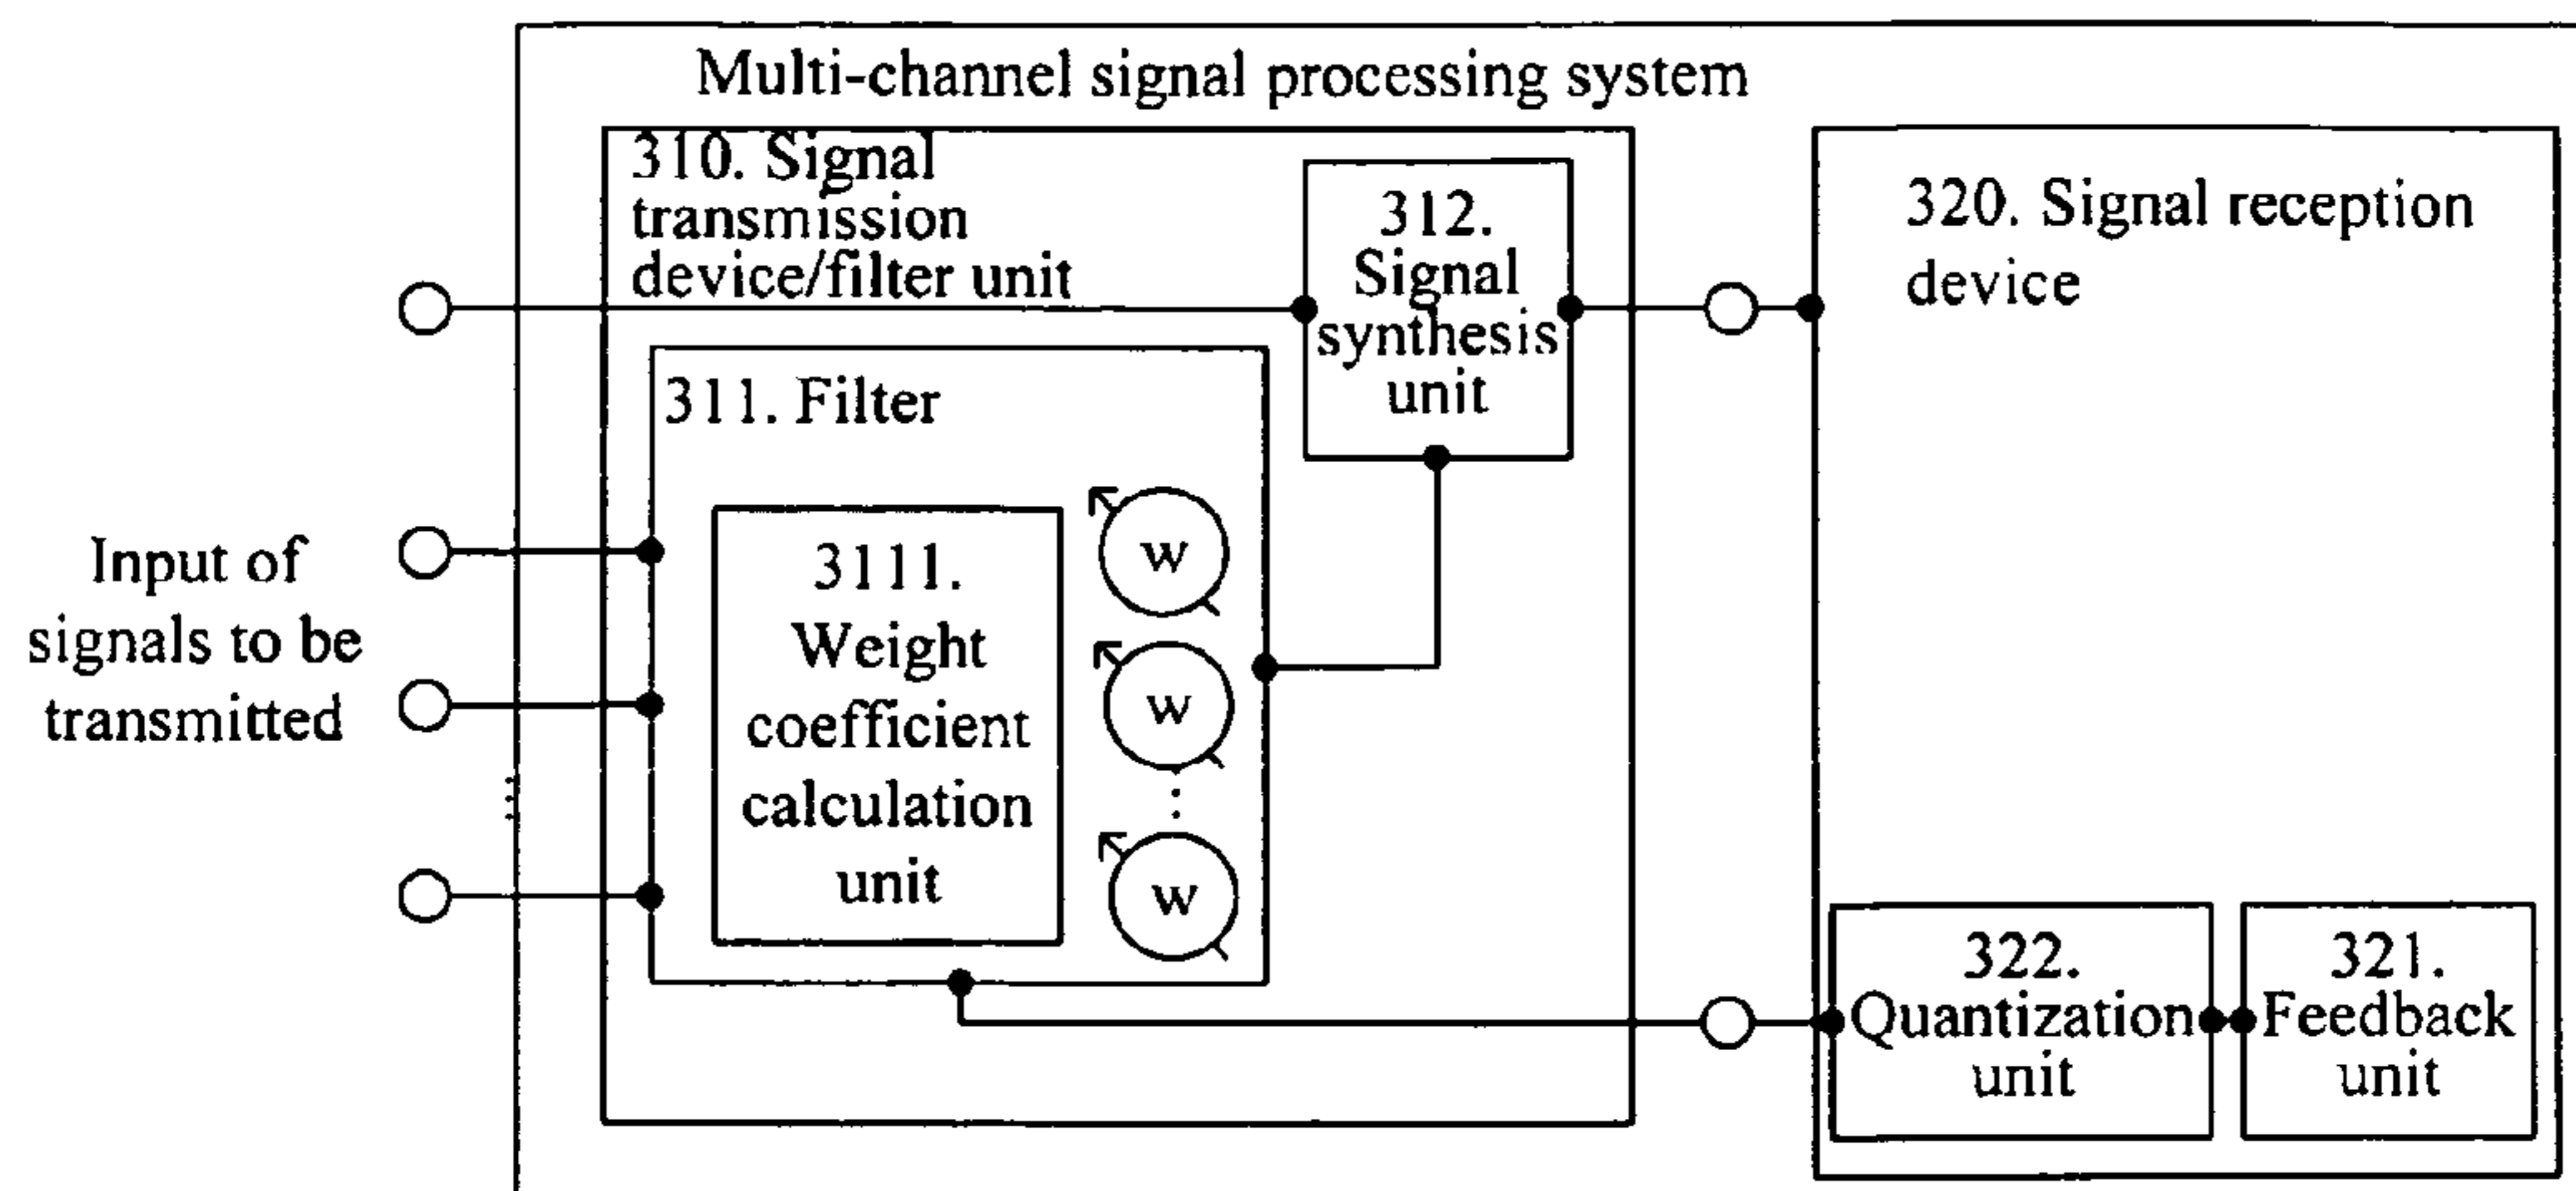 Multi-channel signal processing system
310. Signal
transmission
device/filter unit
312.
Signal
synthesis
unit
320. Signal reception
device
311. Filter
3111.
Weight
coefficient
calculation
unit
w
w
w
Input of
signals to be
transmitted
322.
Quantization
unit
321.
Feedback
unit